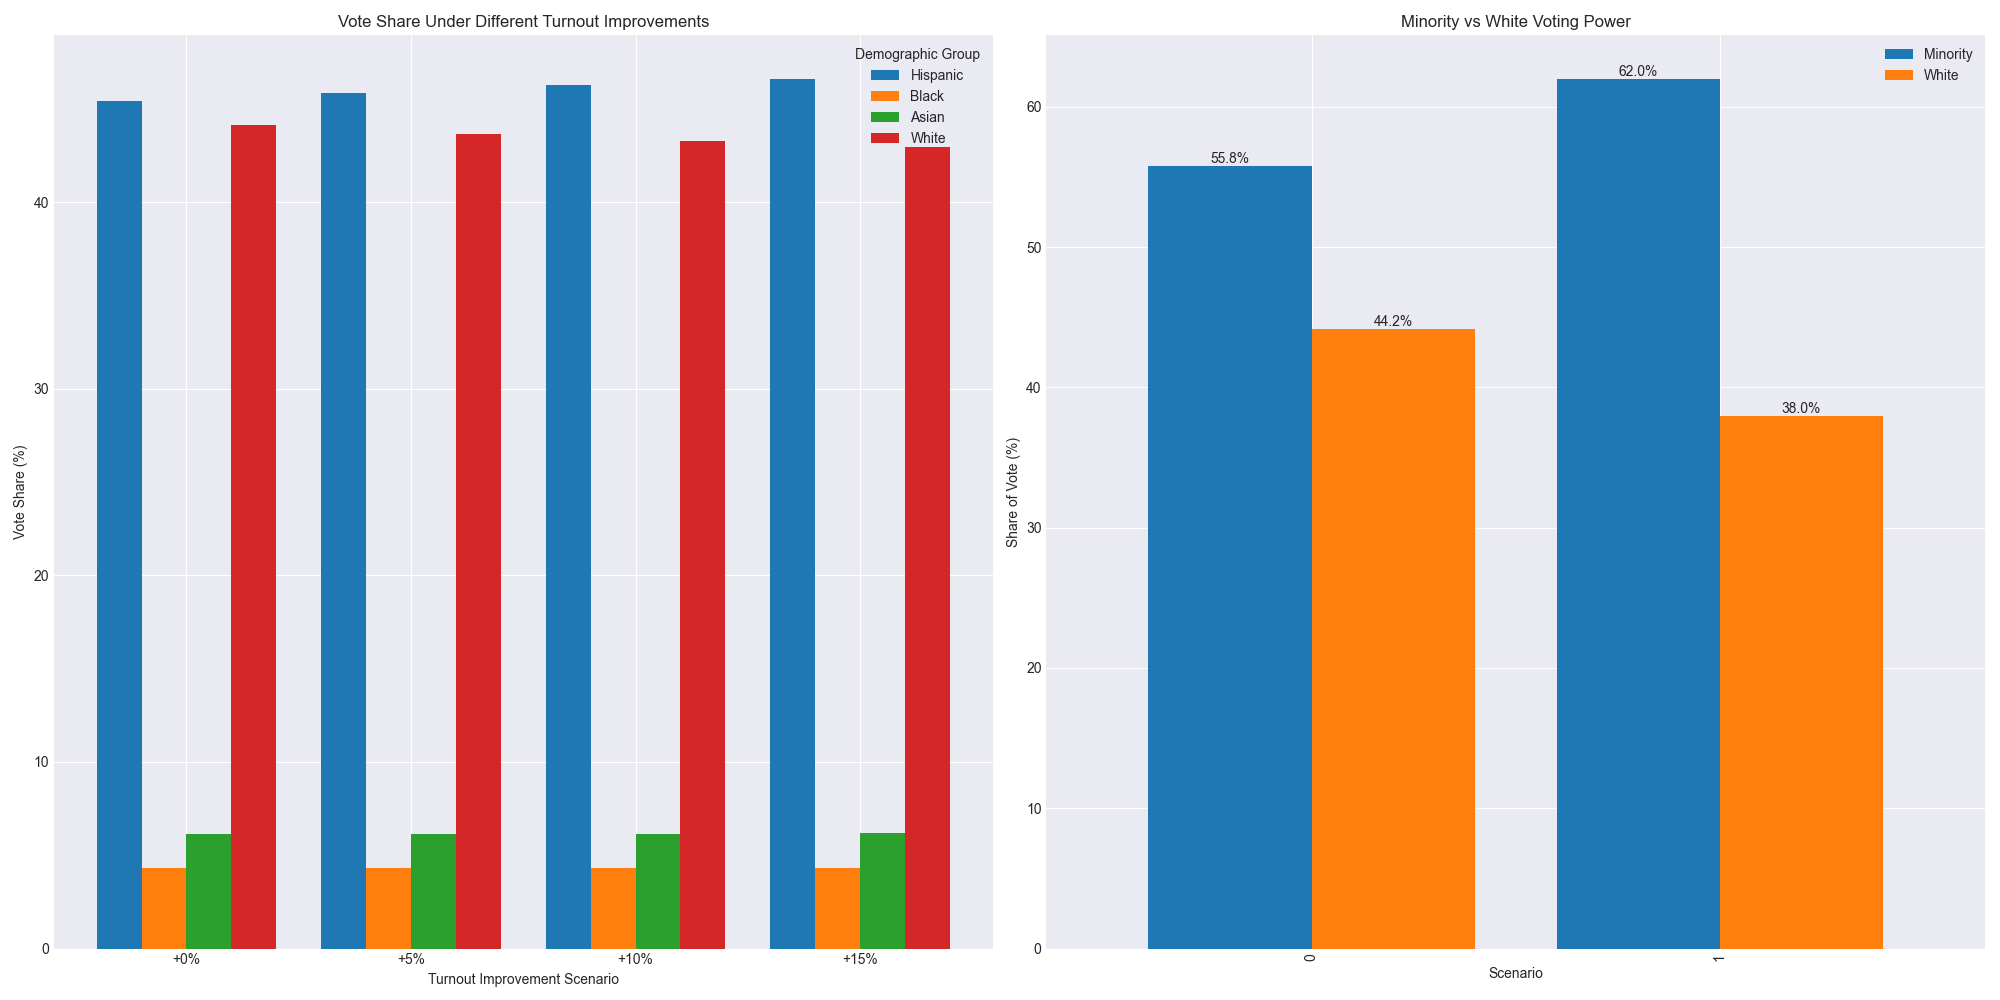 Vote Share Under Different Turnout Improvements
Demographic Group
Hispanic
Black
Asian
White
Vote Share (%)
40
30
20
10
0
+0%
+5%
+10%
+15%
Turnout Improvement Scenario
Minority vs White Voting Power
Minority
White
62.0%
55.8%
44.2%
38.0%
Share of Vote (%)
60
50
40
30
20
10
0
0
1
Scenario